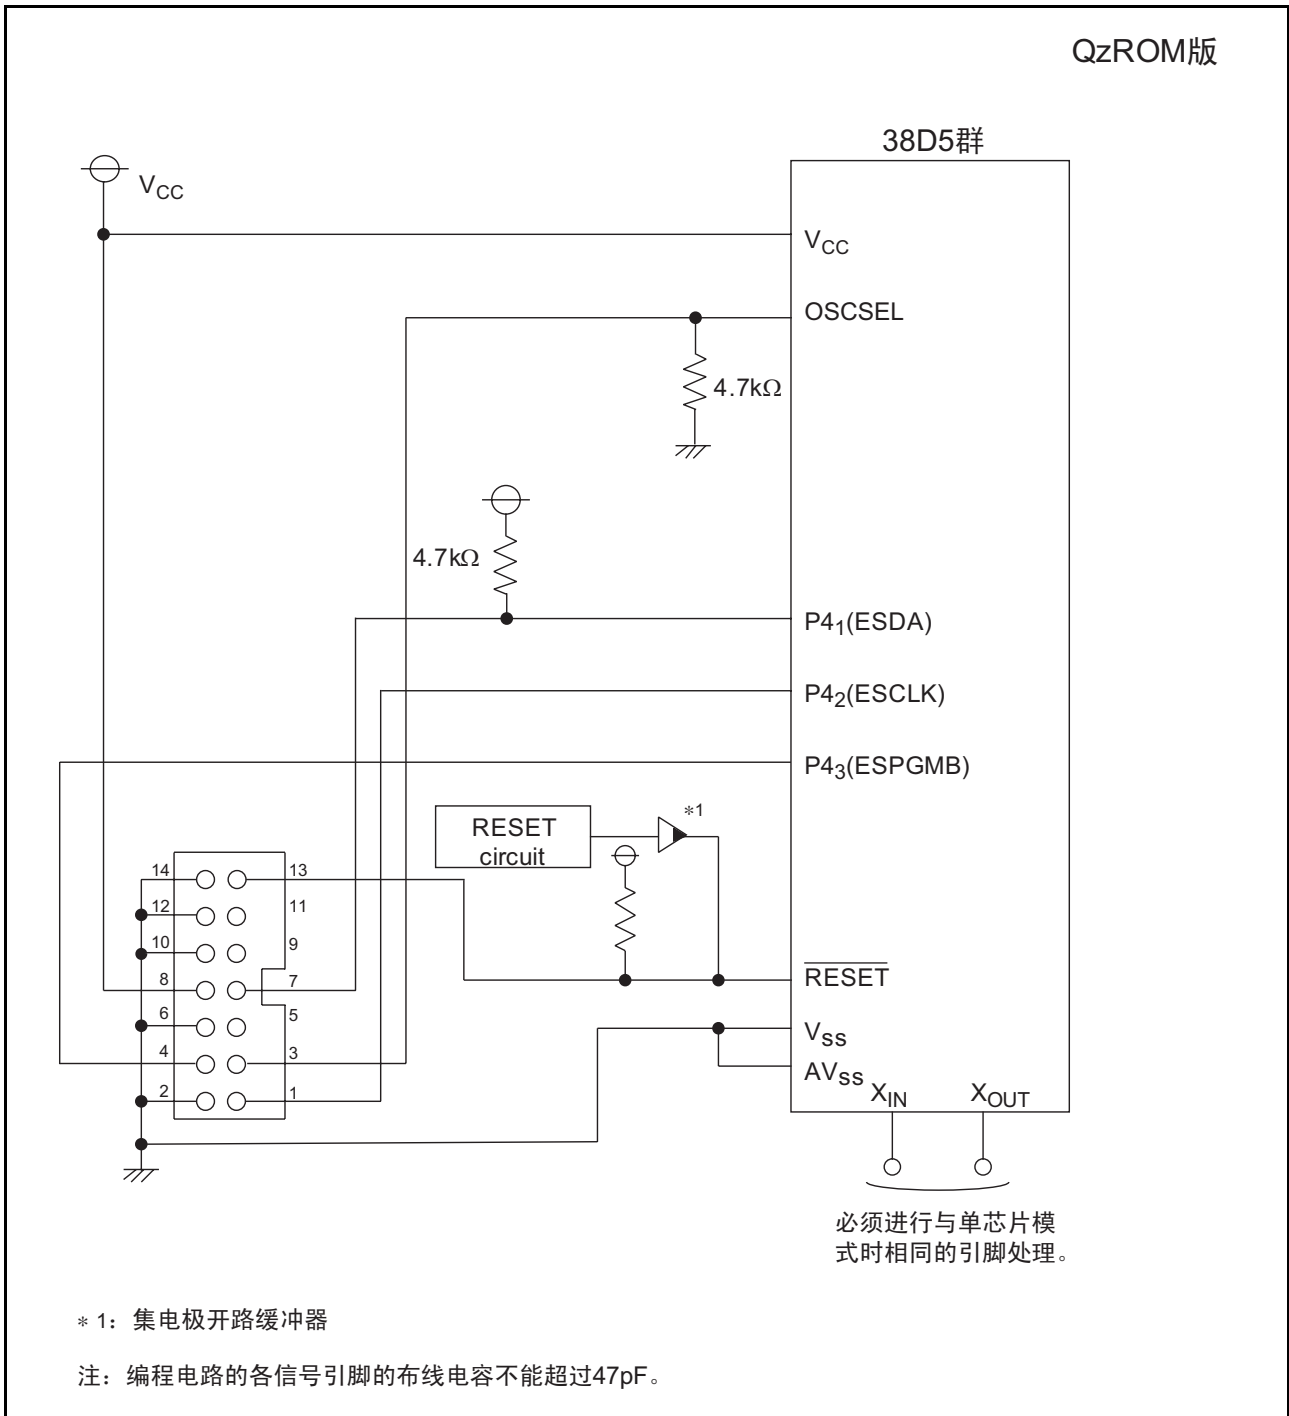 QzROM版
38D5群
VCC
VCC
OSCSEL
4.7kΩ
4.7kΩ
P41(ESDA)
P42(ESCLK)
P43(ESPGMB)
RESET
circuit
*1
14
13
12
11
10
9
8
7
6
5
4
3
2
1
RESET
VSS
AVSS
XIN
XOUT
必须进行与单芯片模
式时相同的引脚处理。
* 1：集电极开路缓冲器
注：编程电路的各信号引脚的布线电容不能超过47pF。